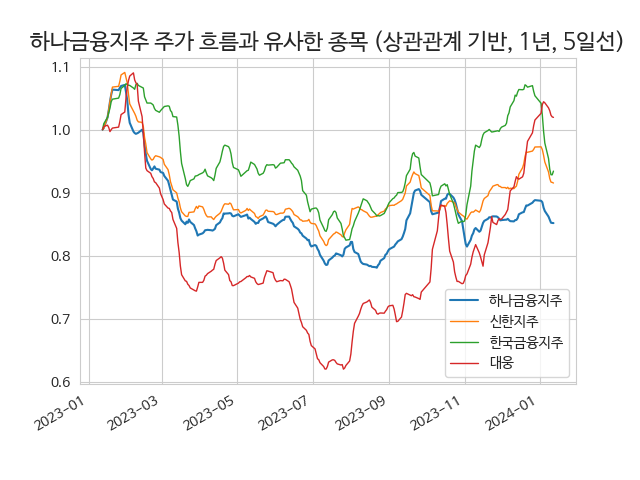 하나금융지주 주가 흐름과 유사한 종목 (상관관계 기반, 1년, 5일선)
1.1
1.0
0.9
0.8
0.7
0.6
하나금융지주
신한지주
한국금융지주
대웅
2023-01
2023-03
2023-05
2023-07
2023-09
2023-11
2024-01